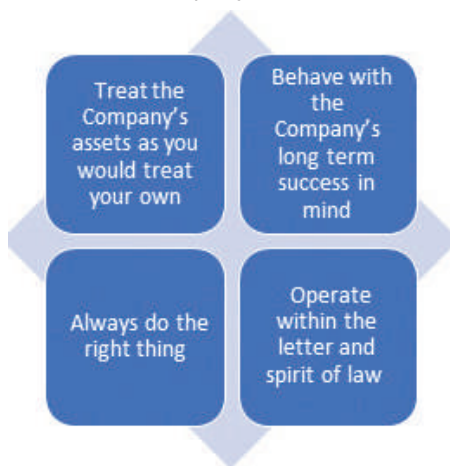 Treat the
Company's
assets as you
would treat
your own
Behave with
the
Company's
long term
success in
mind
Always do the
right thing
Operate
within the
letter and
spirit of law